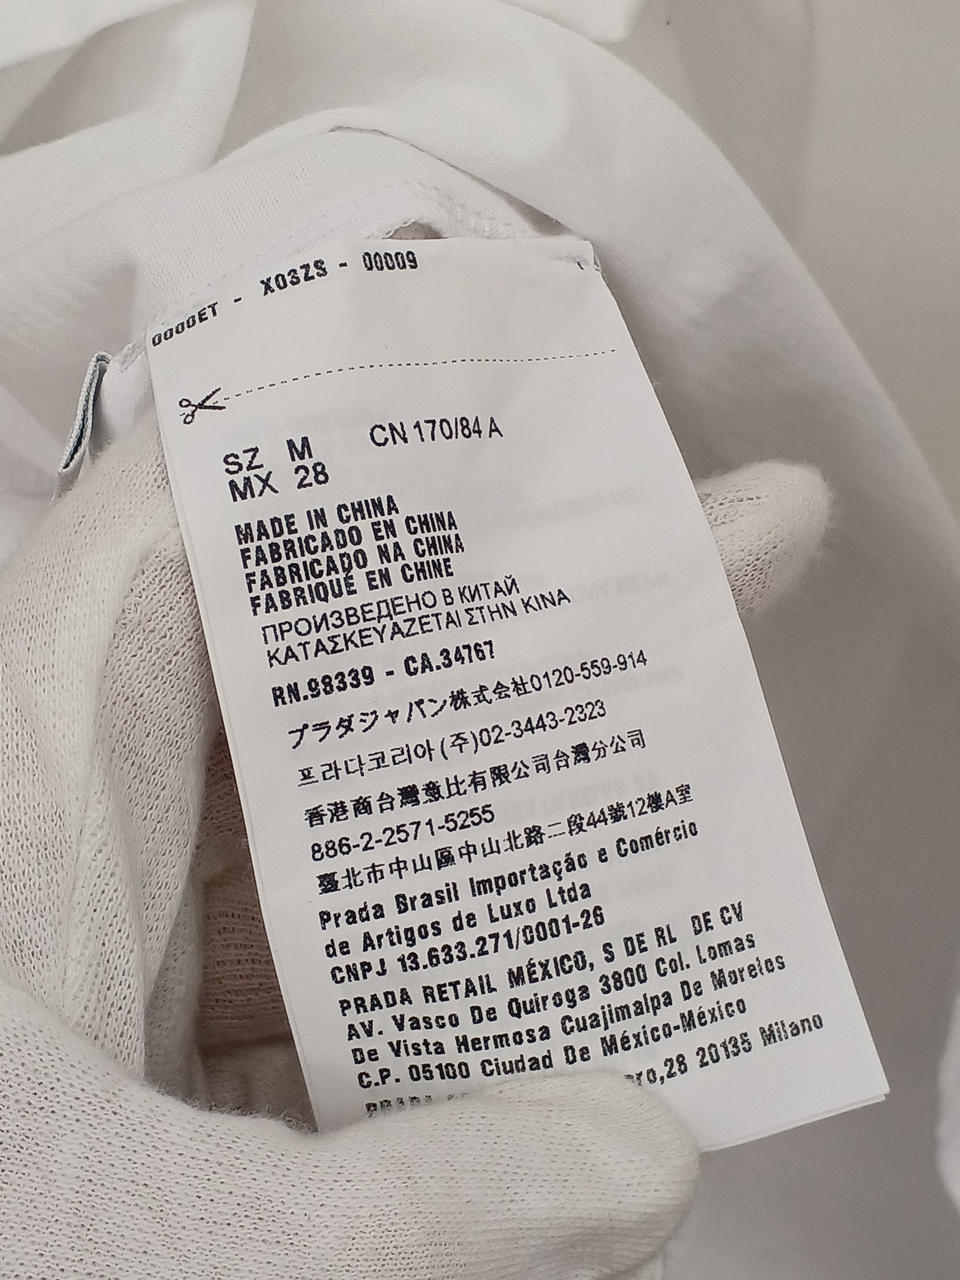 0000ET - X03ZS - 00009
SZ M CN 170/84 A
MX 28
MADE IN CHINA
FABRICADO EN CHINA
FABRICADO NA CHINA
FABRIQUÉ EN CHINE
ПРОИЗВЕДЕНО В КИТАЙ
ΚΑΤΑΣΚΕΥΑΖΕΤΑΙ ΣΤΗΝ ΚΙΝΑ
RN.98339 - CA.34767
プラダジャパン株式会社0120-559-914
프라다코리아 (주)02-3443-2323
香港商台灣意比有限公司台灣分公司
886-2-2571-5255
臺北市中山區中山北路二段44號12樓A室
Prada Brasil Importação e Comércio
de Artigos de Luxo Ltda
CNPJ 13.633.271/0001-26
PRADA RETAIL MÉXICO, S DE RL DE CV
AV. Vasco De Quiroga 3800 Col. Lomas
De Vista Hermosa Cuajimalpa De Morelos
C.P. 05100 Ciudad De México-México
PRADA 28 20135 Milano